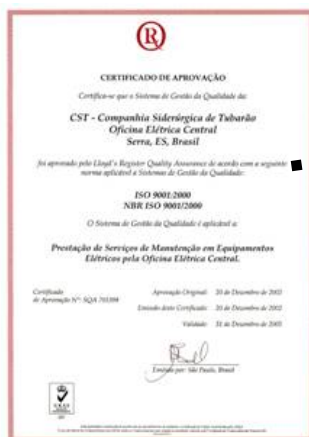 R
CERTIFICADO DE APROVAÇÃO
Certifica-se que o Sistema de Gestão da Qualidade da:
CST - Companhia Siderúrgica de Tubarão
Oficina Elétrica Central
Serra, ES, Brasil
foi aprovado pelo Lloyd's Register Quality Assurance de acordo com a seguinte
norma aplicável a Sistemas de Gestão da Qualidade:
ISO 9001:2000
NBR ISO 9001/2000
O Sistema de Gestão da Qualidade é aplicável a:
Prestação de Serviços de Manutenção em Equipamentos
Elétricos pela Oficina Elétrica Central.
Certificado
de Aprovação Nº: SQA
Aprovação Original: 20 de Dezembro de 2002
Emissão deste Certificado: 20 de Dezembro de 2002
Validade: 31 de Dezembro de 2005
Emitido por: São Paulo, Brasil
UKAS